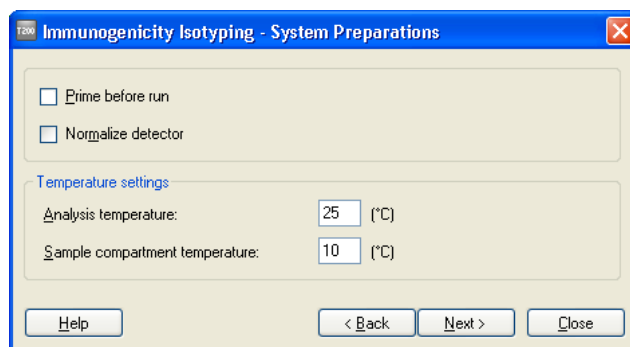 T200 Immunogenicity Isotyping - System Preparations
Prime before run
Normalize detector
Temperature settings
Analysis temperature: 25 (°C)
Sample compartment temperature: 10 (°C)
Help < Back Next > Close